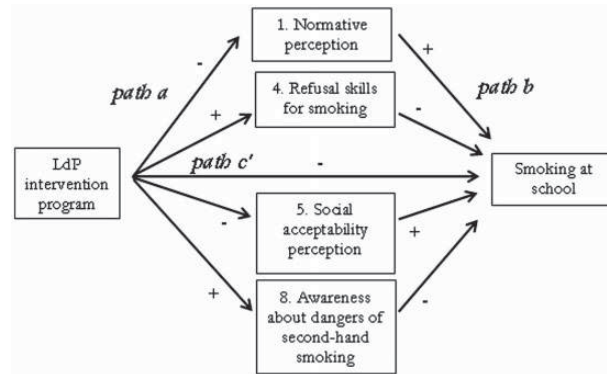 1. Normative
perception
-
+
path a
path b
4. Refusal skills
for smoking
+
-
path c'
-
LdP
intervention
program
Smoking at
school
5. Social
acceptability
perception
-
+
8. Awareness
about dangers of
second-hand
smoking
+
-